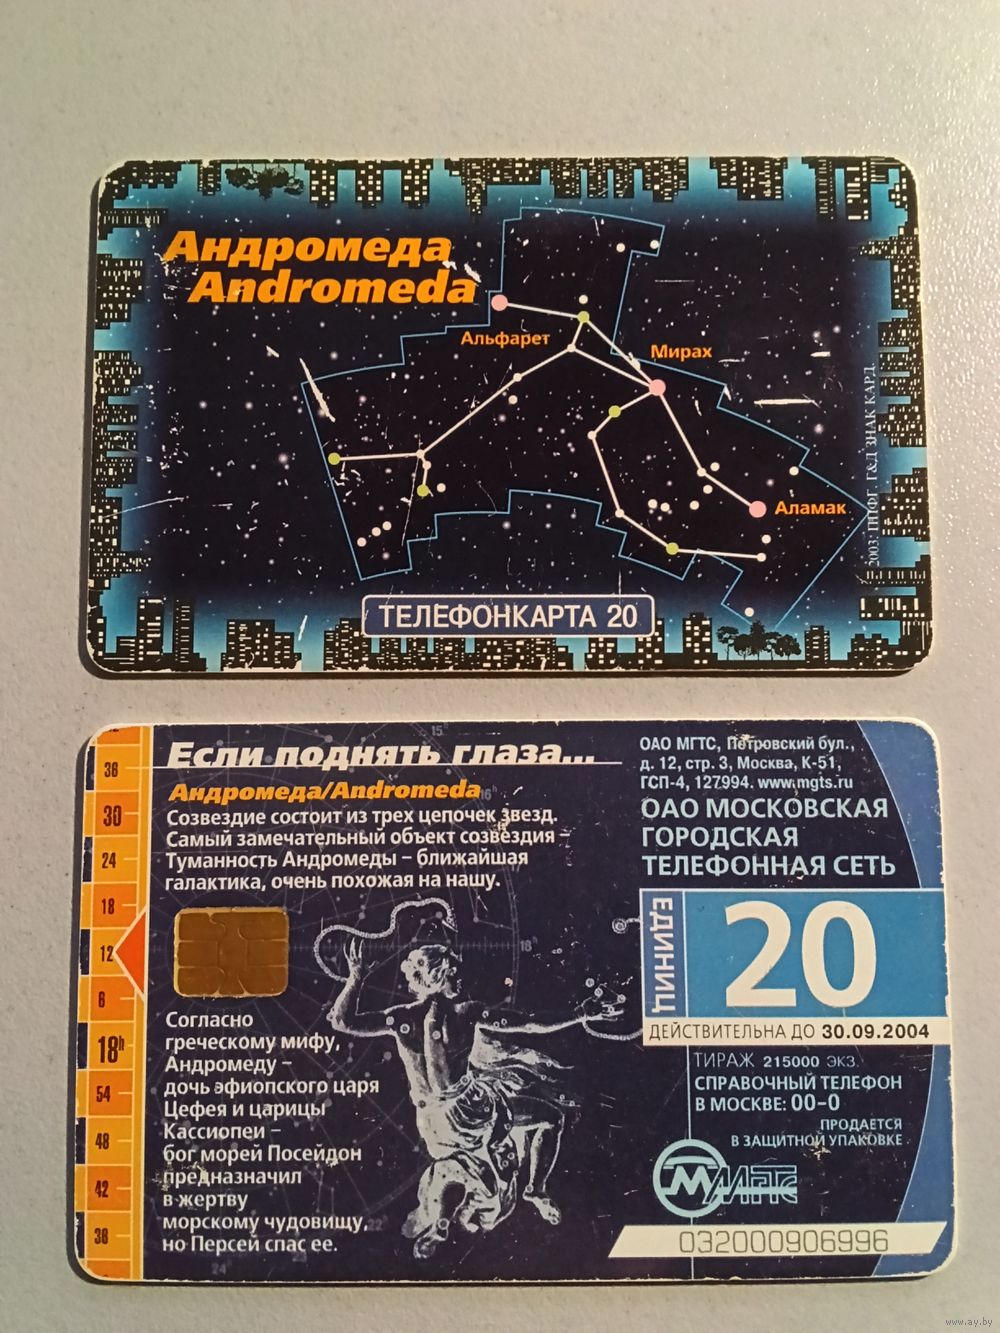 Андромеда
Andromeda
Альфарет
Мирах
Аламак
ТЕЛЕФОНКАРТА 20
Если поднять глаза...
Андромеда/Andromeda
Созвездие состоит из трех цепочек звезд.
Самый замечательный объект созвездия –
Туманность Андромеды – ближайшая
галактика, очень похожая на нашу.
Согласно
греческому мифу,
Андромеду –
дочь эфиопского царя
Цефея и царицы
Кассиопеи –
бог морей Посейдон
предназначил
в жертву
морскому чудовищу,
но Персей спас ее.
36
30
24
18
12
6
18h
54
48
42
ОАО МГТС, Петровский бул.,
д. 12, стр. 3, Москва, К-51,
ГСП-4, 127994. www.mgts.ru
ОАО МОСКОВСКАЯ
ГОРОДСКАЯ
ТЕЛЕФОННАЯ СЕТЬ
ЕДИНИЦ
20
ДЕЙСТВИТЕЛЬНА ДО 30.09.2004
ТИРАЖ 215000 ЭКЗ.
СПРАВОЧНЫЙ ТЕЛЕФОН
В МОСКВЕ: 00-0
ПРОДАЕТСЯ
В ЗАЩИТНОЙ УПАКОВКЕ
МГТС
032000906996
www.ay.by